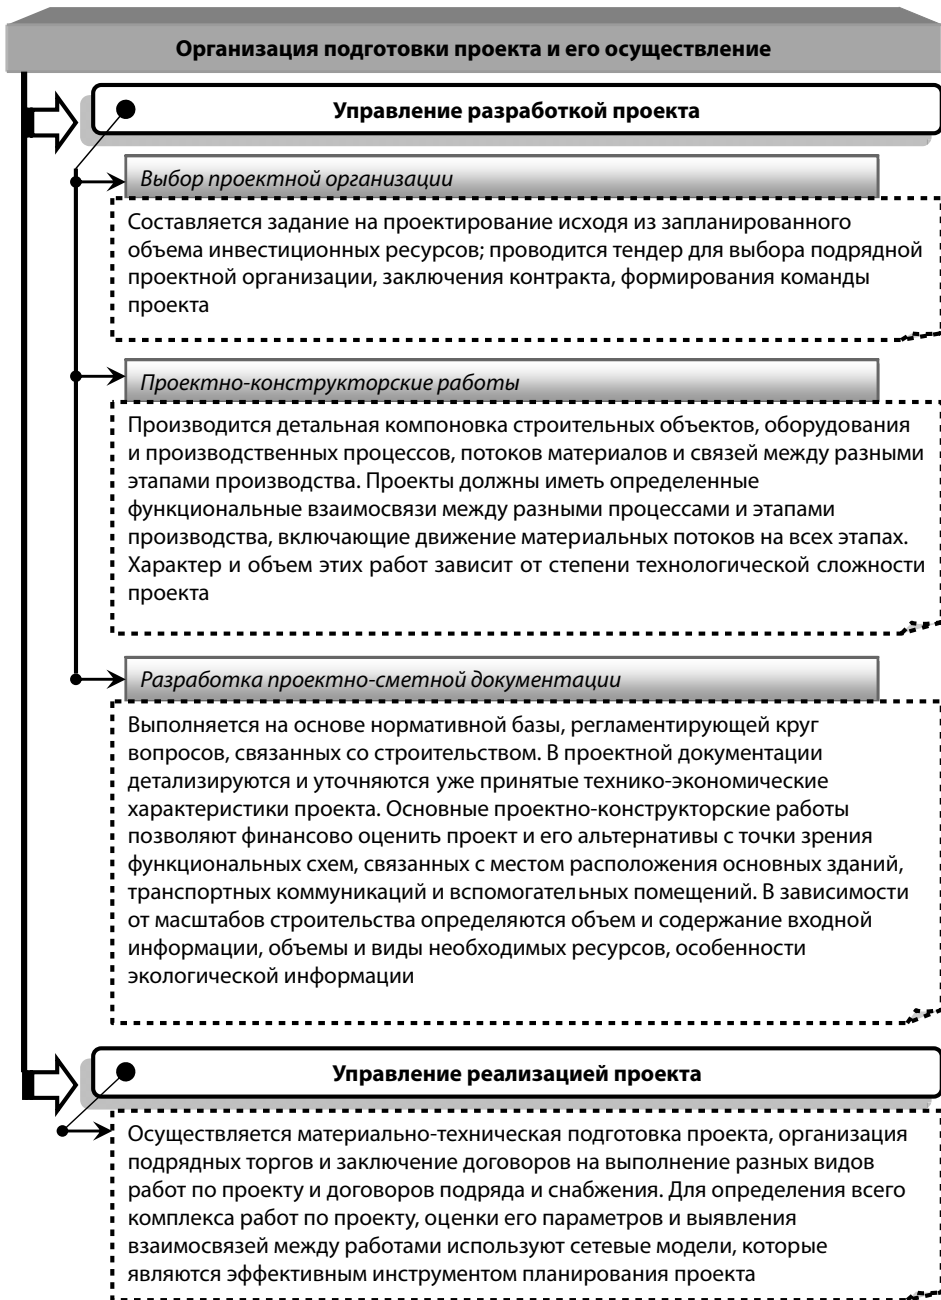 Организация подготовки проекта и его осуществление
Управление разработкой проекта
Выбор проектной организации
Составляется задание на проектирование исходя из запланированного
объема инвестиционных ресурсов; проводится тендер для выбора подрядной
проектной организации, заключения контракта, формирования команды
проекта
Проектно-конструкторские работы
Производится детальная компоновка строительных объектов, оборудования
и производственных процессов, потоков материалов и связей между разными
этапами производства. Проекты должны иметь определенные
функциональные взаимосвязи между разными процессами и этапами
производства, включающие движение материальных потоков на всех этапах.
Характер и объем этих работ зависит от степени технологической сложности
проекта
Разработка проектно-сметной документации
Выполняется на основе нормативной базы, регламентирующей круг
вопросов, связанных со строительством. В проектной документации
детализируются и уточняются уже принятые технико-экономические
характеристики проекта. Основные проектно-конструкторские работы
позволяют финансово оценить проект и его альтернативы с точки зрения
функциональных схем, связанных с местом расположения основных зданий,
транспортных коммуникаций и вспомогательных помещений. В зависимости
от масштабов строительства определяются объем и содержание входной
информации, объемы и виды необходимых ресурсов, особенности
экологической информации
Управление реализацией проекта
Осуществляется материально-техническая подготовка проекта, организация
подрядных торгов и заключение договоров на выполнение разных видов
работ по проекту и договоров подряда и снабжения. Для определения всего
комплекса работ по проекту, оценки его параметров и выявления
взаимосвязей между работами используют сетевые модели, которые
являются эффективным инструментом планирования проекта